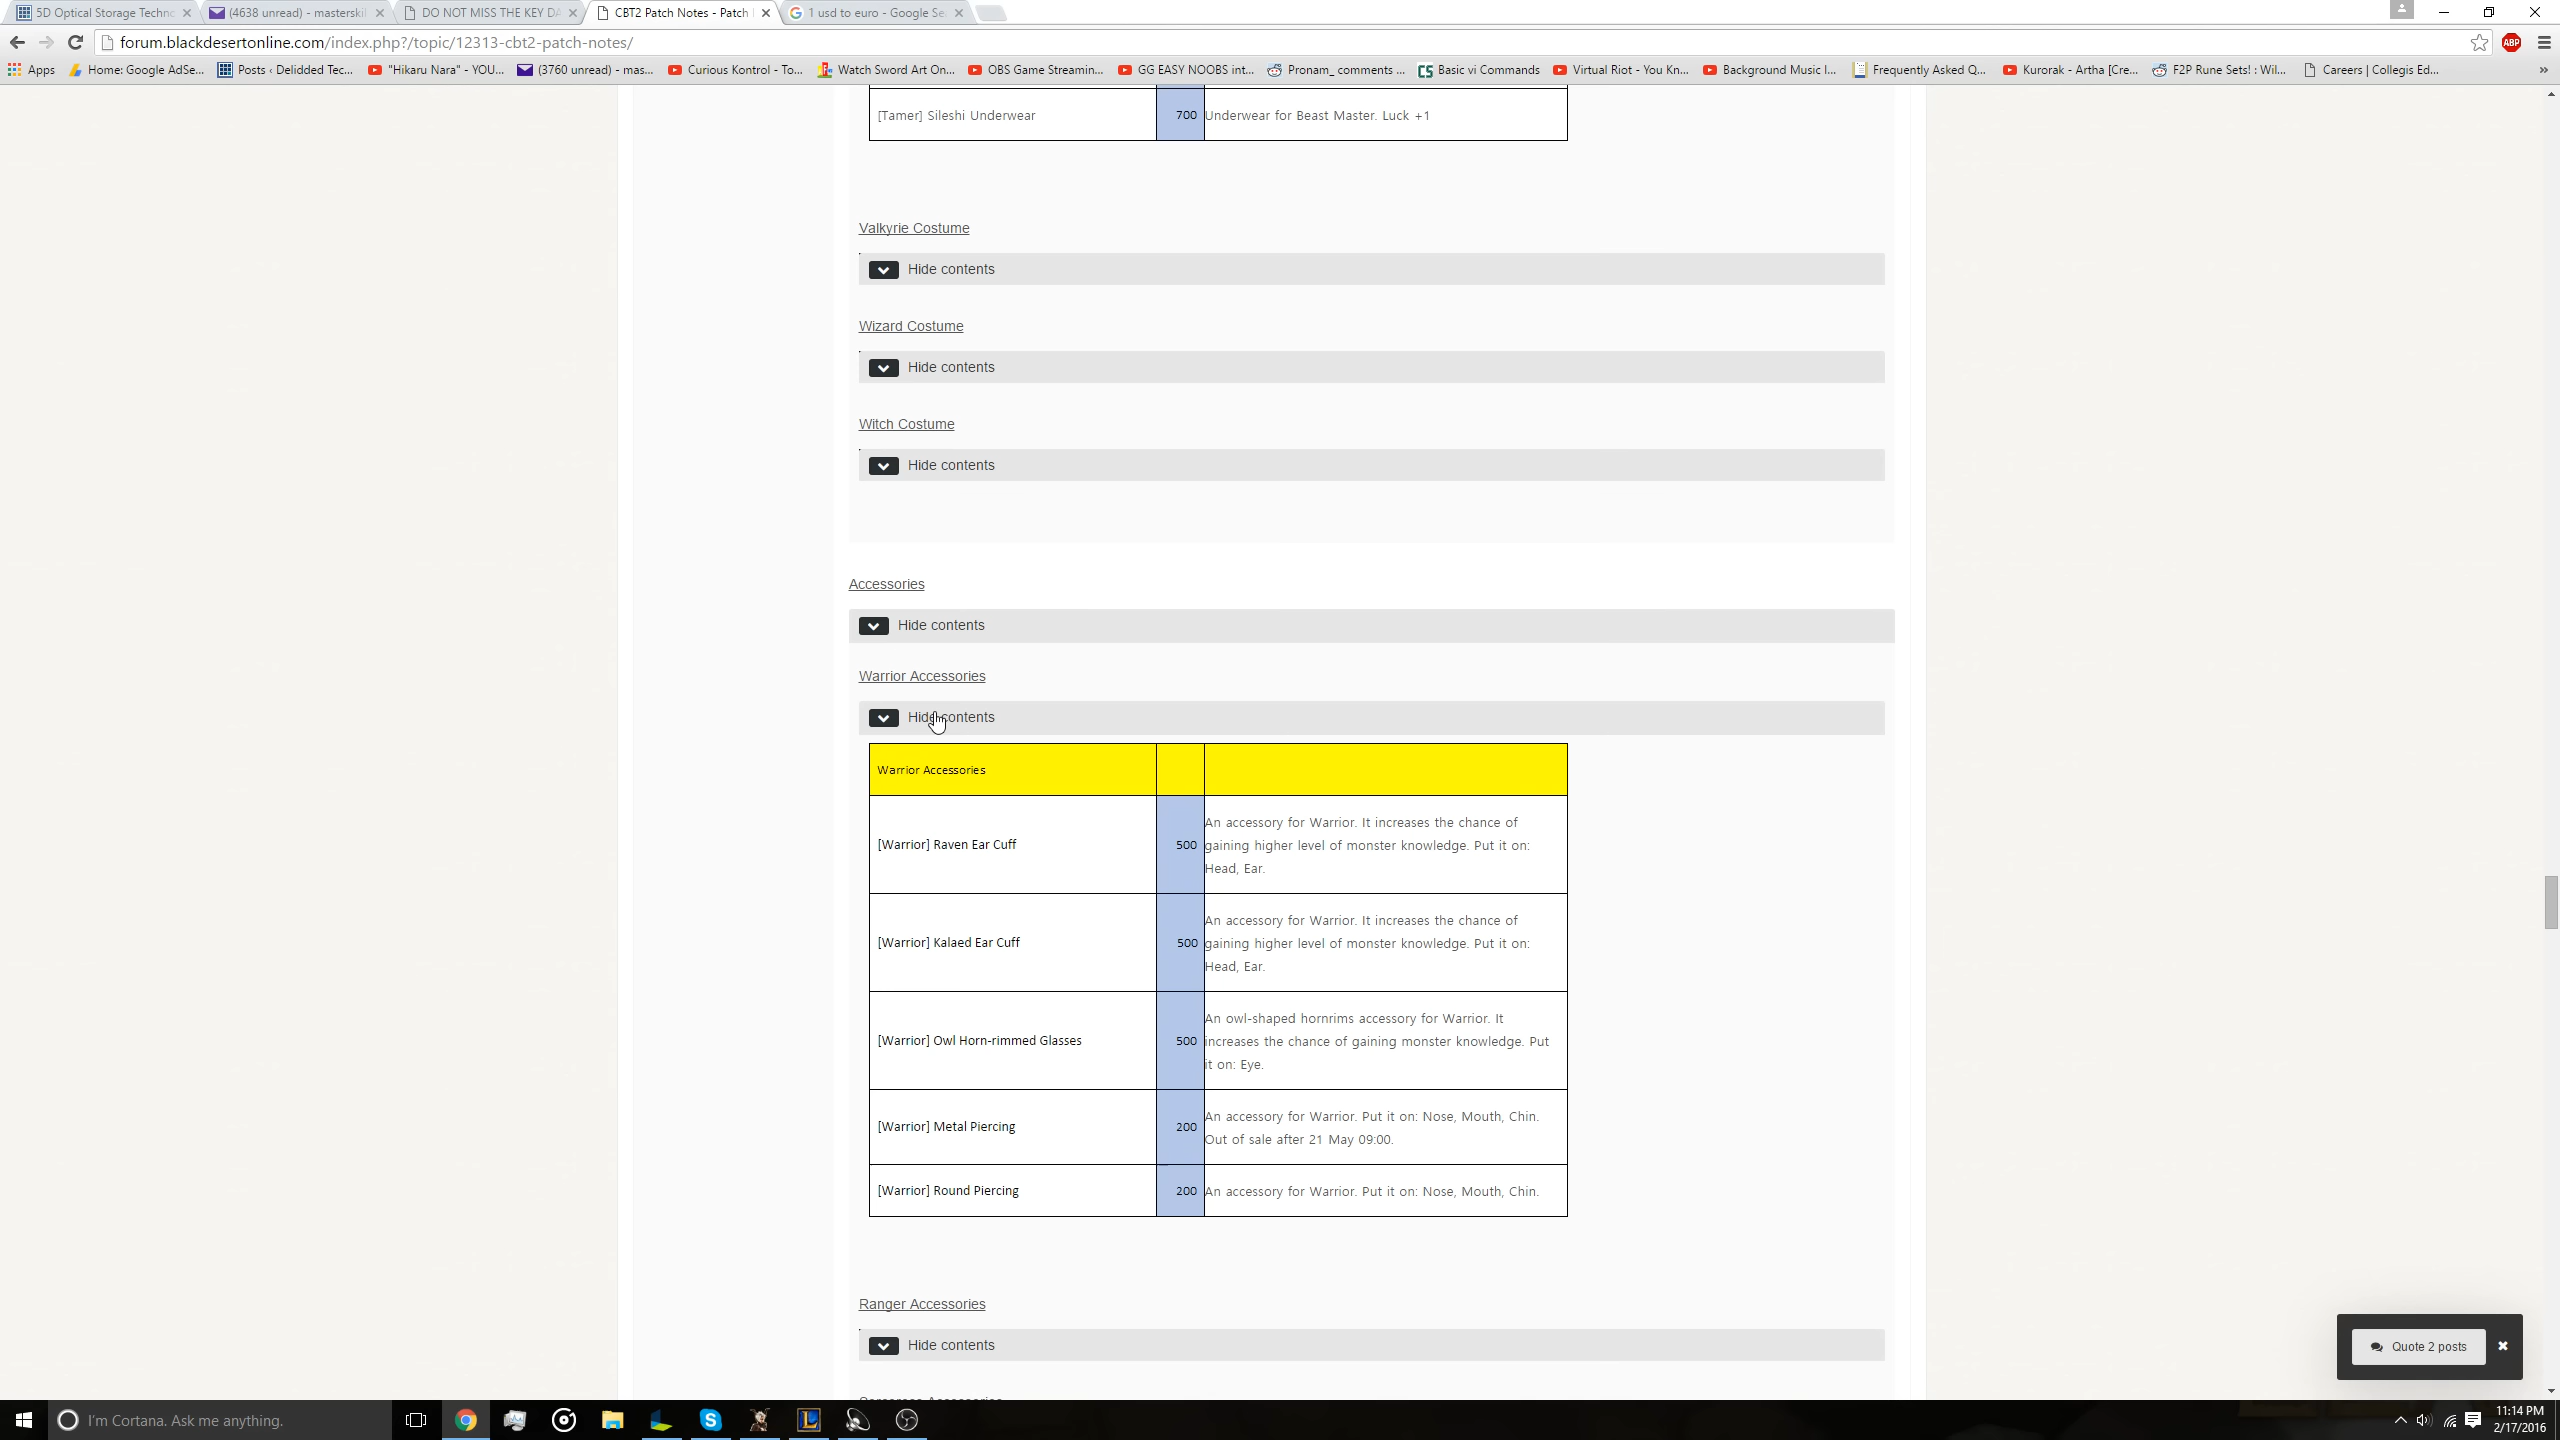 5D Optical Storage Techno
(4638 unread) - masterskil
DO NOT MISS THE KEY DA
CBT2 Patch Notes - Patch
1 usd to euro - Google Se
forum.blackdesertonline.com/index.php?/topic/12313-cbt2-patch-notes/
ABP
Apps
Home: Google AdSe...
Posts ‹ Delidded Tec...
"Hikaru Nara" - YOU...
(3760 unread) - mas...
Curious Kontrol - To...
Watch Sword Art On...
OBS Game Streamin...
GG EASY NOOBS int...
Pronam_ comments ...
Basic vi Commands
Virtual Riot - You Kn...
Background Music I...
Frequently Asked Q...
Kurorak - Artha [Cre...
F2P Rune Sets! : Wil...
Careers | Collegis Ed...
»
[Tamer] Sileshi Underwear
700
Underwear for Beast Master. Luck +1
Valkyrie Costume
Hide contents
Wizard Costume
Hide contents
Witch Costume
Hide contents
Accessories
Hide contents
Warrior Accessories
Hide contents
Warrior Accessories
[Warrior] Raven Ear Cuff
500
An accessory for Warrior. It increases the chance of
gaining higher level of monster knowledge. Put it on:
Head, Ear.
[Warrior] Kalaed Ear Cuff
500
An accessory for Warrior. It increases the chance of
gaining higher level of monster knowledge. Put it on:
Head, Ear.
[Warrior] Owl Horn-rimmed Glasses
500
An owl-shaped hornrims accessory for Warrior. It
increases the chance of gaining monster knowledge. Put
it on: Eye.
[Warrior] Metal Piercing
200
An accessory for Warrior. Put it on: Nose, Mouth, Chin.
Out of sale after 21 May 09:00.
[Warrior] Round Piercing
200
An accessory for Warrior. Put it on: Nose, Mouth, Chin.
Ranger Accessories
Hide contents
Quote 2 posts
I'm Cortana. Ask me anything.
11:14 PM
2/17/2016